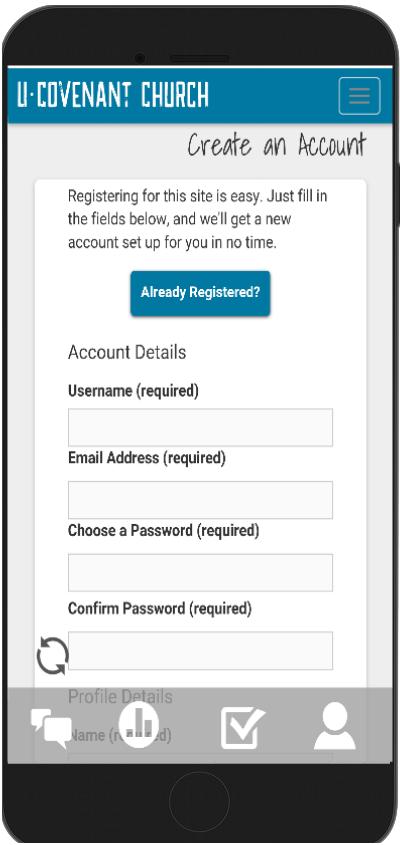 U·COVENANT CHURCH
Create an Account
Registering for this site is easy. Just fill in
the fields below, and we'll get a new
account set up for you in no time.
Already Registered?
Account Details
Username (required)
Email Address (required)
Choose a Password (required)
Confirm Password (required)
Profile Details
Name (required)